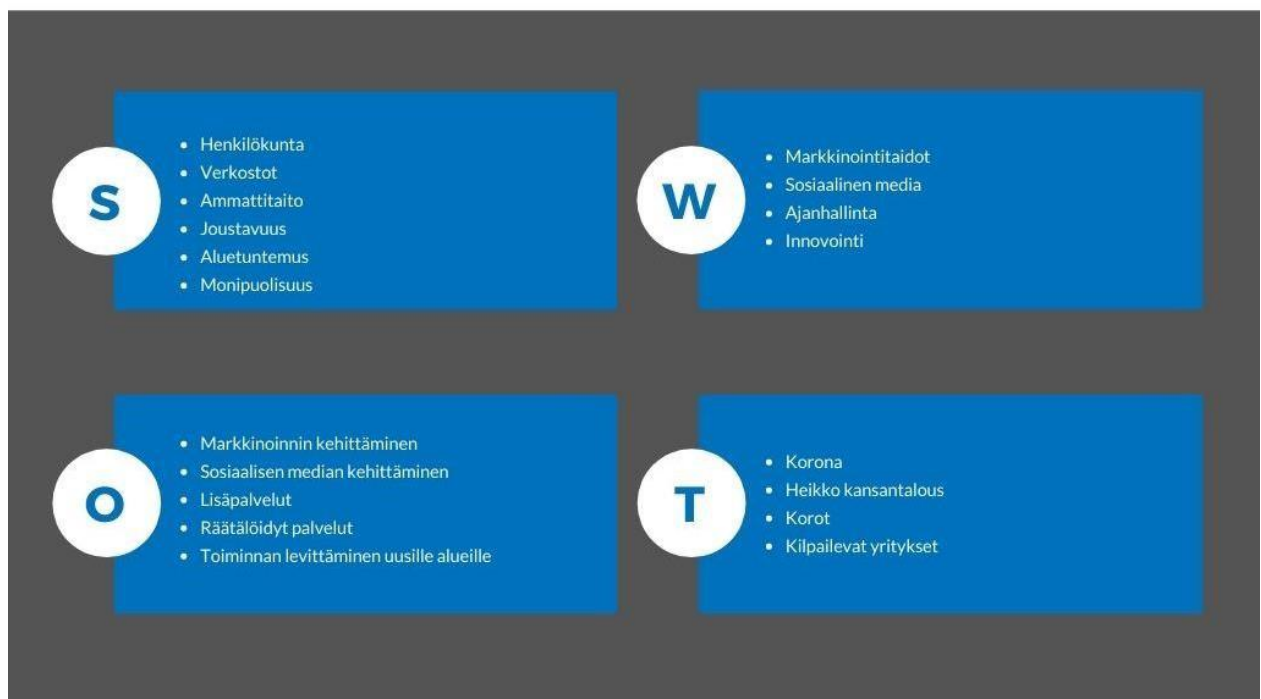 S
• Henkilökunta
• Verkostot
• Ammattitaito
• Joustavuus
• Aluetuntemus
• Monipuolisuus
W
• Markkinointitaidot
• Sosiaalinen media
• Ajanhallinta
• Innovointi
O
• Markkinoinnin kehittäminen
• Sosiaalisen median kehittäminen
• Lisäpalvelut
• Räätälöidyt palvelut
• Toiminnan levittäminen uusille alueille
T
• Korona
• Heikko kansantalous
• Korot
• Kilpailevat yritykset